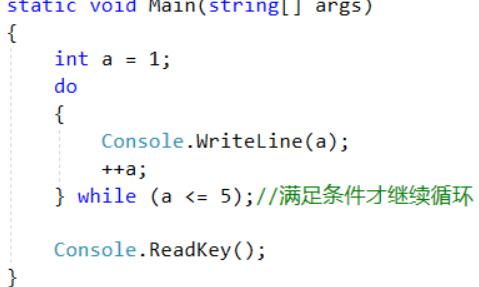 static void Main(string[] args)
{
int a = 1;
do
{
Console.WriteLine(a);
++a;
} while (a <= 5);//满足条件才继续循环
Console.ReadKey();
}